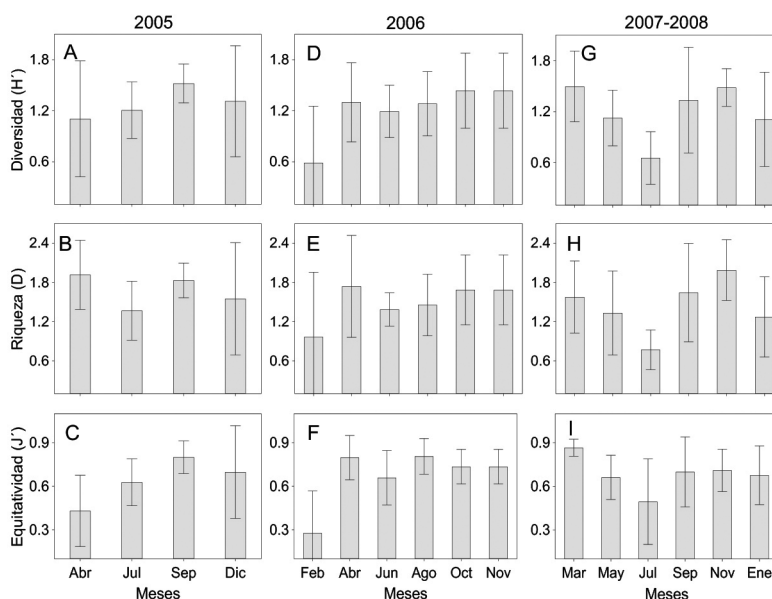 2005
2006
2007-2008
A
D
G
Diversidad (H´)
1.8
1.2
0.6
1.8
1.2
0.6
1.8
1.2
0.6
B
E
H
Riqueza (D)
2.4
1.8
1.2
0.6
2.4
1.8
1.2
0.6
2.4
1.8
1.2
0.6
C
F
I
Equitatividad (J´)
0.9
0.6
0.3
0.9
0.6
0.3
0.9
0.6
0.3
Abr Jul Sep Dic
Feb Abr Jun Ago Oct Nov
Mar May Jul Sep Nov Ene
Meses
Meses
Meses